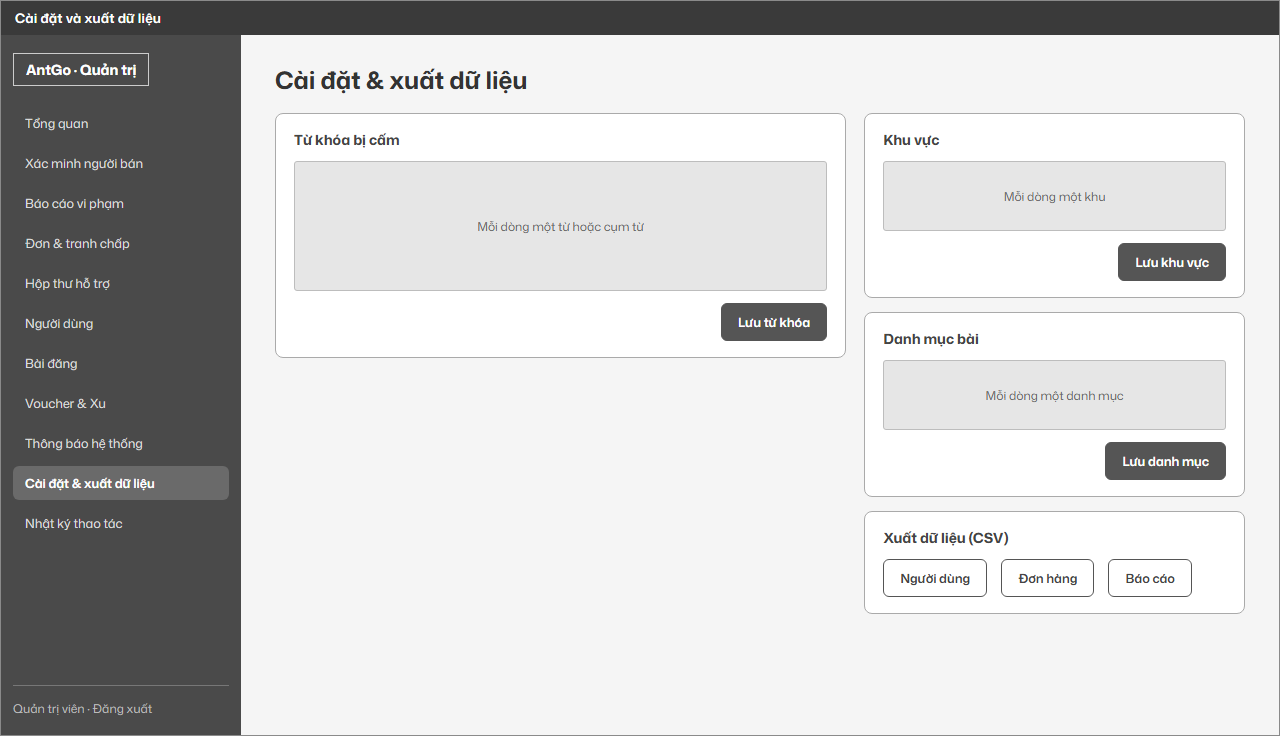 Cài đặt và xuất dữ liệu
AntGo · Quản trị
Tổng quan
Xác minh người bán
Báo cáo vi phạm
Đơn & tranh chấp
Hộp thư hỗ trợ
Người dùng
Bài đăng
Voucher & Xu
Thông báo hệ thống
Cài đặt & xuất dữ liệu
Nhật ký thao tác
Quản trị viên · Đăng xuất
Cài đặt & xuất dữ liệu
Từ khóa bị cấm
Mỗi dòng một từ hoặc cụm từ
Lưu từ khóa
Khu vực
Mỗi dòng một khu
Lưu khu vực
Danh mục bài
Mỗi dòng một danh mục
Lưu danh mục
Xuất dữ liệu (CSV)
Người dùng
Đơn hàng
Báo cáo